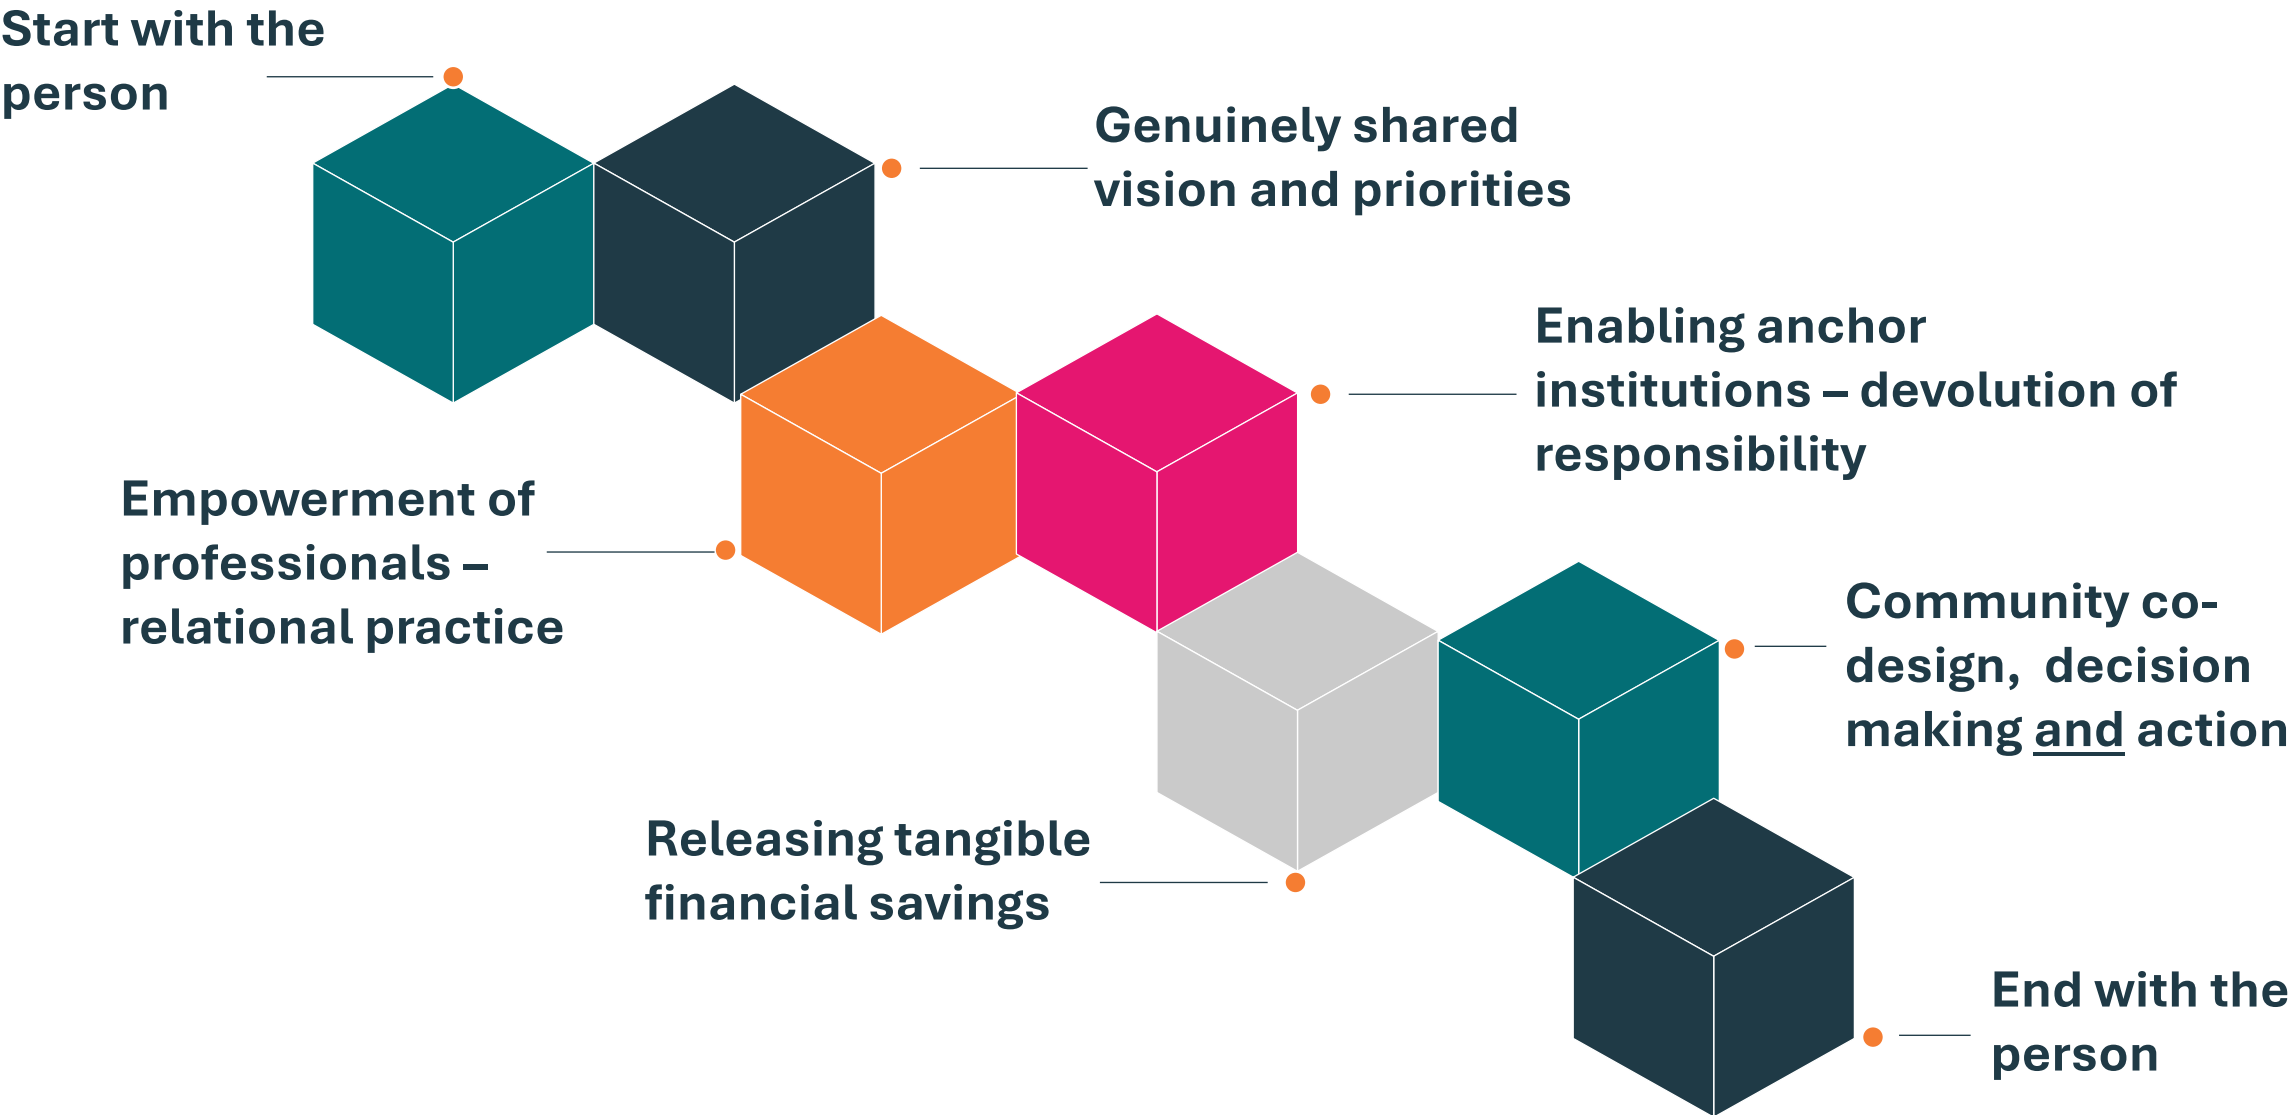 Start with the
person
Genuinely shared
vision and priorities
Enabling anchor
institutions – devolution of
responsibility
Empowerment of
professionals –
relational practice
Community co-
design,  decision
making and action
Releasing tangible
financial savings
End with the
person